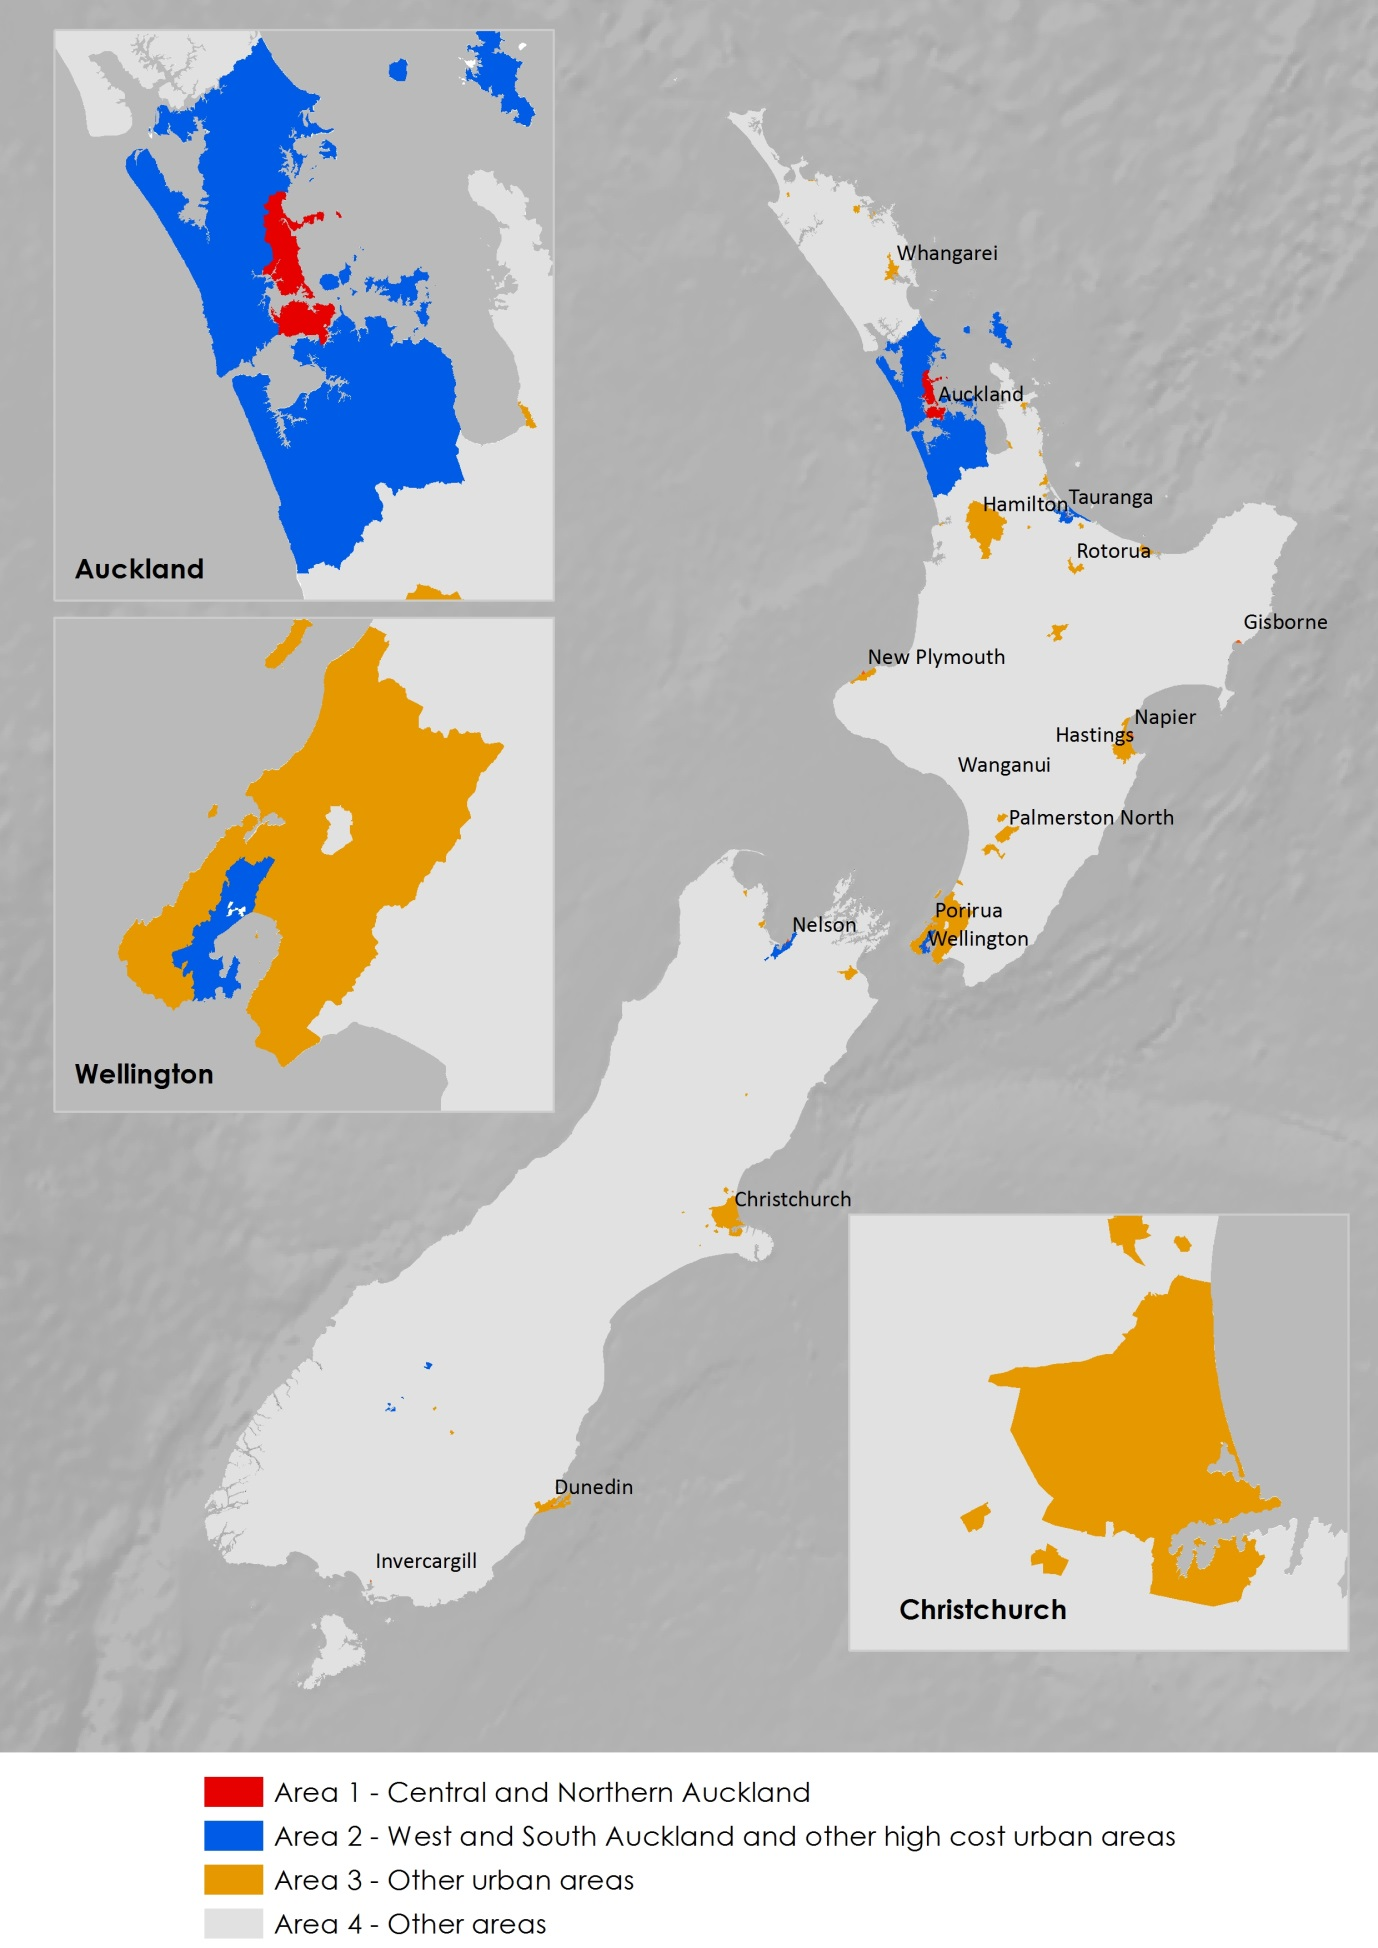 Whangarei
Auckland
Hamilton
Tauranga
Rotorua
Gisborne
New Plymouth
Napier
Hastings
Wanganui
Palmerston North
Porirua
Wellington
Nelson
Christchurch
Dunedin
Invercargill
Auckland
Wellington
Christchurch
Area 1 - Central and Northern Auckland
Area 2 - West and South Auckland and other high cost urban areas
Area 3 - Other urban areas
Area 4 - Other areas